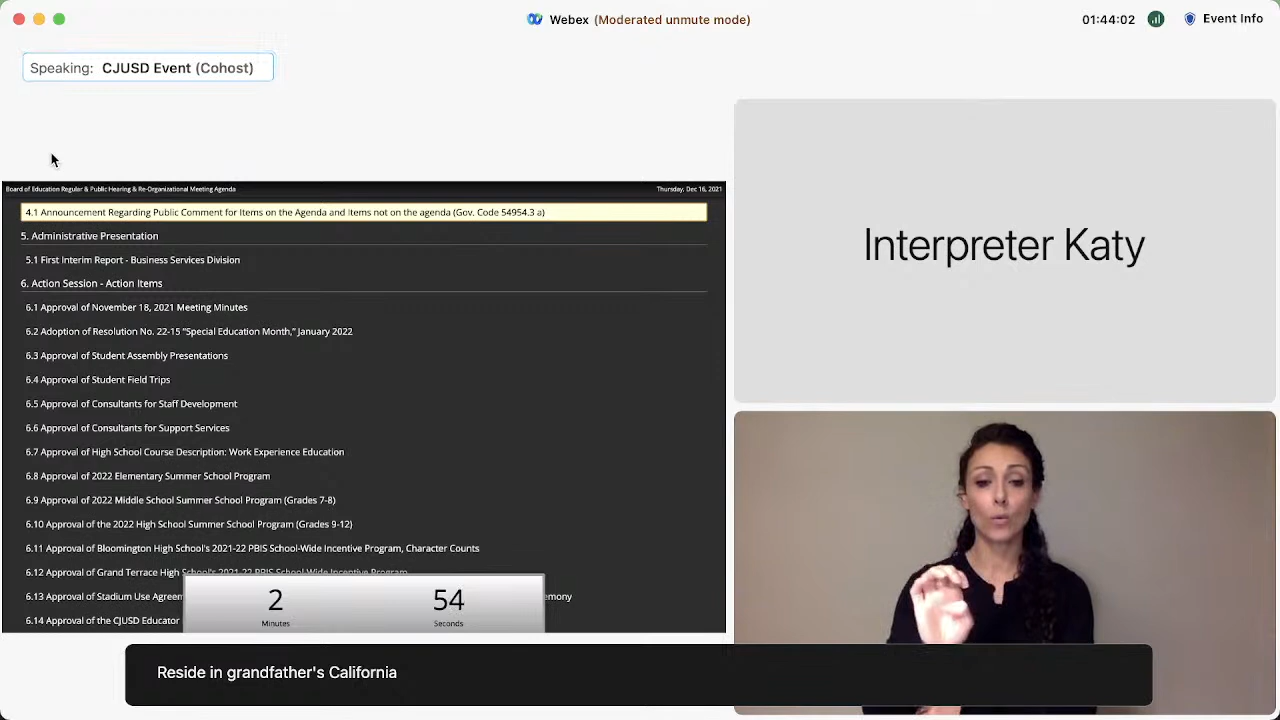 Webex (Moderated unmute mode)
01:44:02
Event Info
Speaking: CJUSD Event (Cohost)
Board of Education Regular & Public Hearing & Re-Organizational Meeting Agenda
Thursday, Dec 16, 2021
4.1 Announcement Regarding Public Comment for Items on the Agenda and Items not on the agenda (Gov. Code 54954.3 a)
5. Administrative Presentation
5.1 First Interim Report - Business Services Division
6. Action Session - Action Items
6.1 Approval of November 18, 2021 Meeting Minutes
6.2 Adoption of Resolution No. 22-15 "Special Education Month," January 2022
6.3 Approval of Student Assembly Presentations
6.4 Approval of Student Field Trips
6.5 Approval of Consultants for Staff Development
6.6 Approval of Consultants for Support Services
6.7 Approval of High School Course Description: Work Experience Education
6.8 Approval of 2022 Elementary Summer School Program
6.9 Approval of 2022 Middle School Summer School Program (Grades 7-8)
6.10 Approval of the 2022 High School Summer School Program (Grades 9-12)
6.11 Approval of Bloomington High School's 2021-22 PBIS School-Wide Incentive Program, Character Counts
6.12 Approval of Grand Terrace High School's 2021-22 PBIS School-Wide Incentive Program
6.13 Approval of Stadium Use Agreem emony
6.14 Approval of the CJUSD Educator
2 54
Minutes Seconds
Interpreter Katy
Reside in grandfather's California